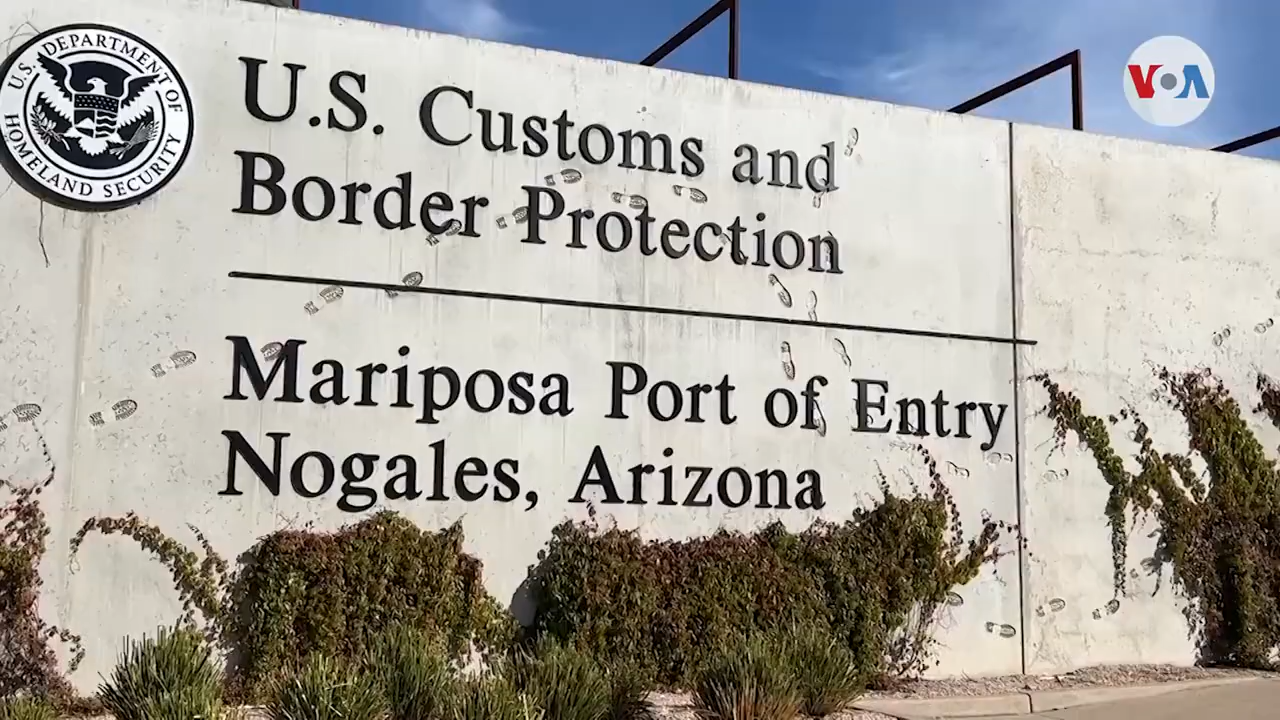 U.S. DEPARTMENT OF
HOMELAND SECURITY
U.S. Customs and
Border Protection
Mariposa Port of Entry
Nogales, Arizona
VOA